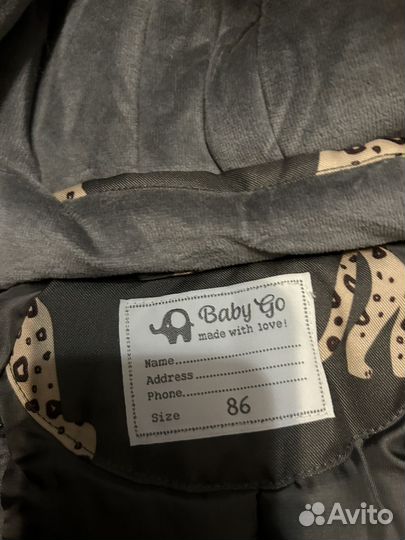 Baby Go
made with love!
Name
Address
Phone
Size 86
Avito